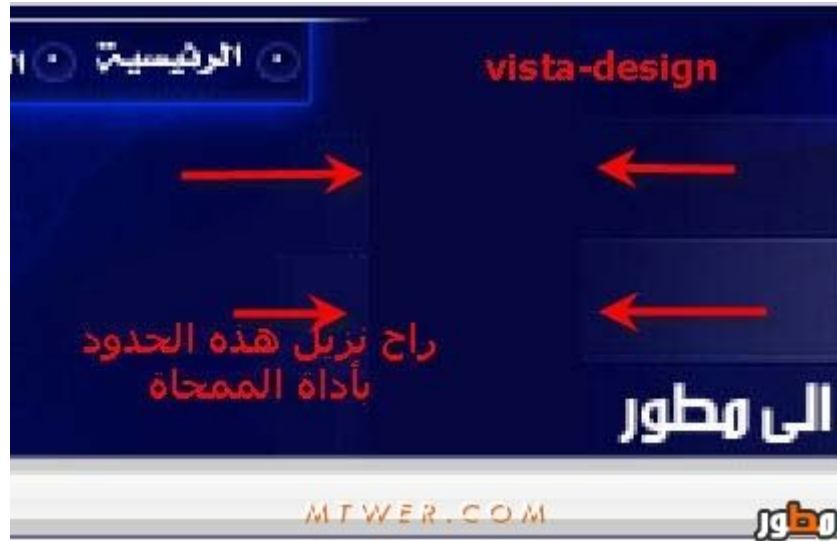 الرئيسية
vista-design
راح نزيل هذه الحدود
بأداة الممحاة
الى مطور
MTWER.COM
مطور